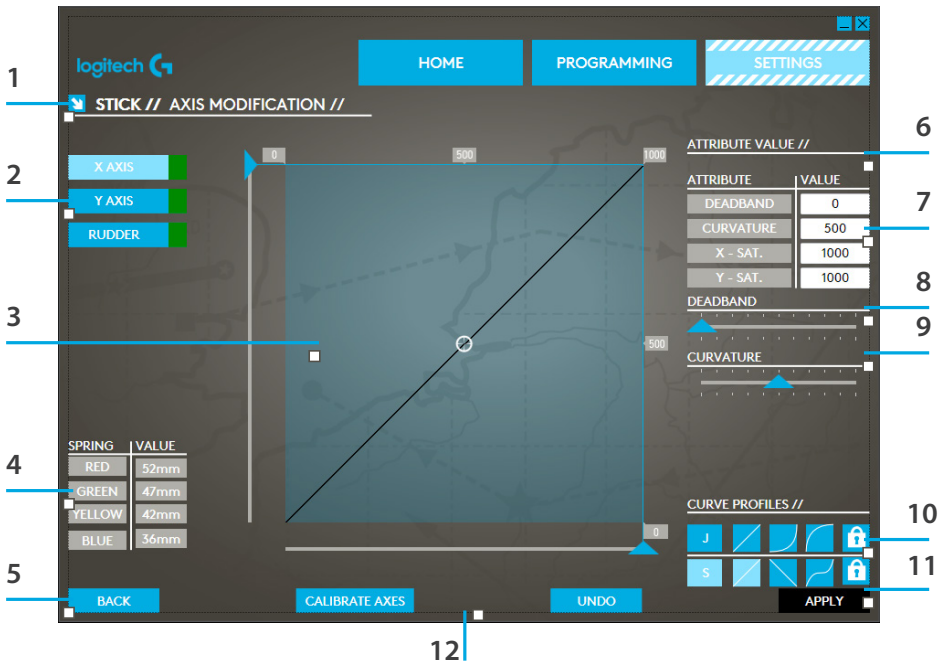 logitech G
HOME
PROGRAMMING
SETTINGS
1
STICK // AXIS MODIFICATION //
2
X AXIS
Y AXIS
RUDDER
0
500
1000
3
500
0
4
SPRING VALUE
RED 52mm
GREEN 47mm
YELLOW 42mm
BLUE 36mm
5
BACK
CALIBRATE AXES
UNDO
12
6
ATTRIBUTE VALUE //
ATTRIBUTE VALUE
7
DEADBAND 0
CURVATURE 500
X - SAT. 1000
Y - SAT. 1000
8
DEADBAND
9
CURVATURE
CURVE PROFILES //
10
J
11
S
APPLY